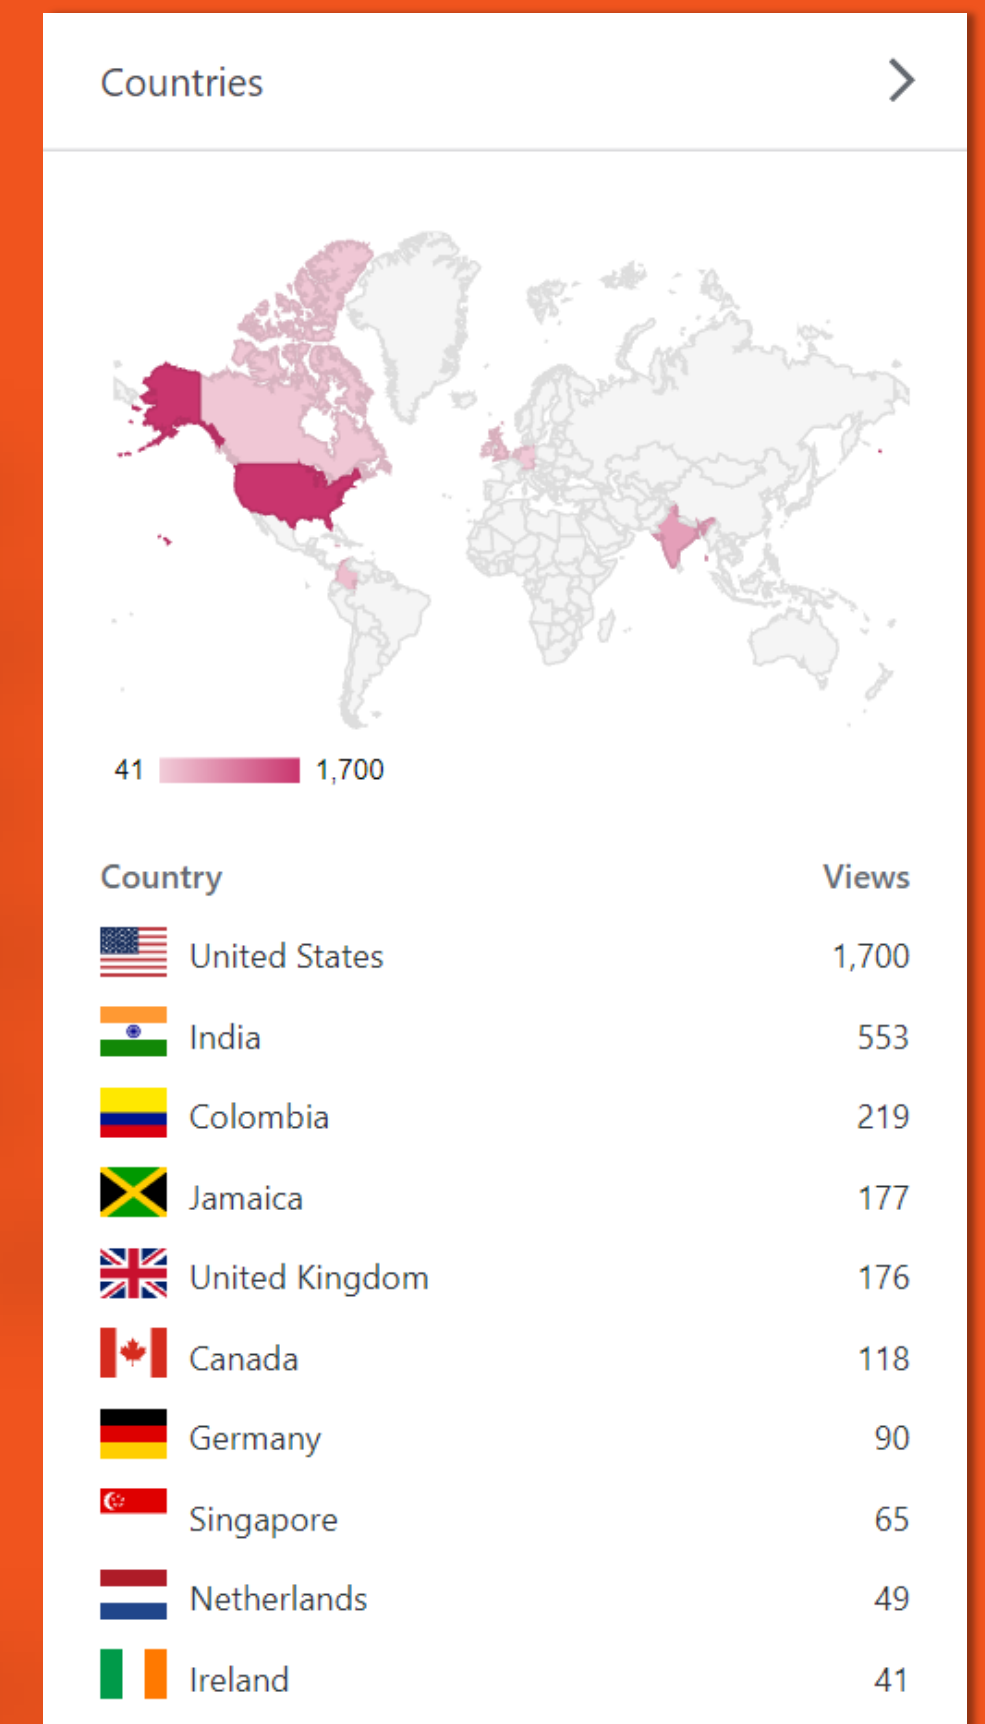 Countries
41 1,700
Country Views
United States 1,700
India 553
Colombia 219
Jamaica 177
United Kingdom 176
Canada 118
Germany 90
Singapore 65
Netherlands 49
Ireland 41